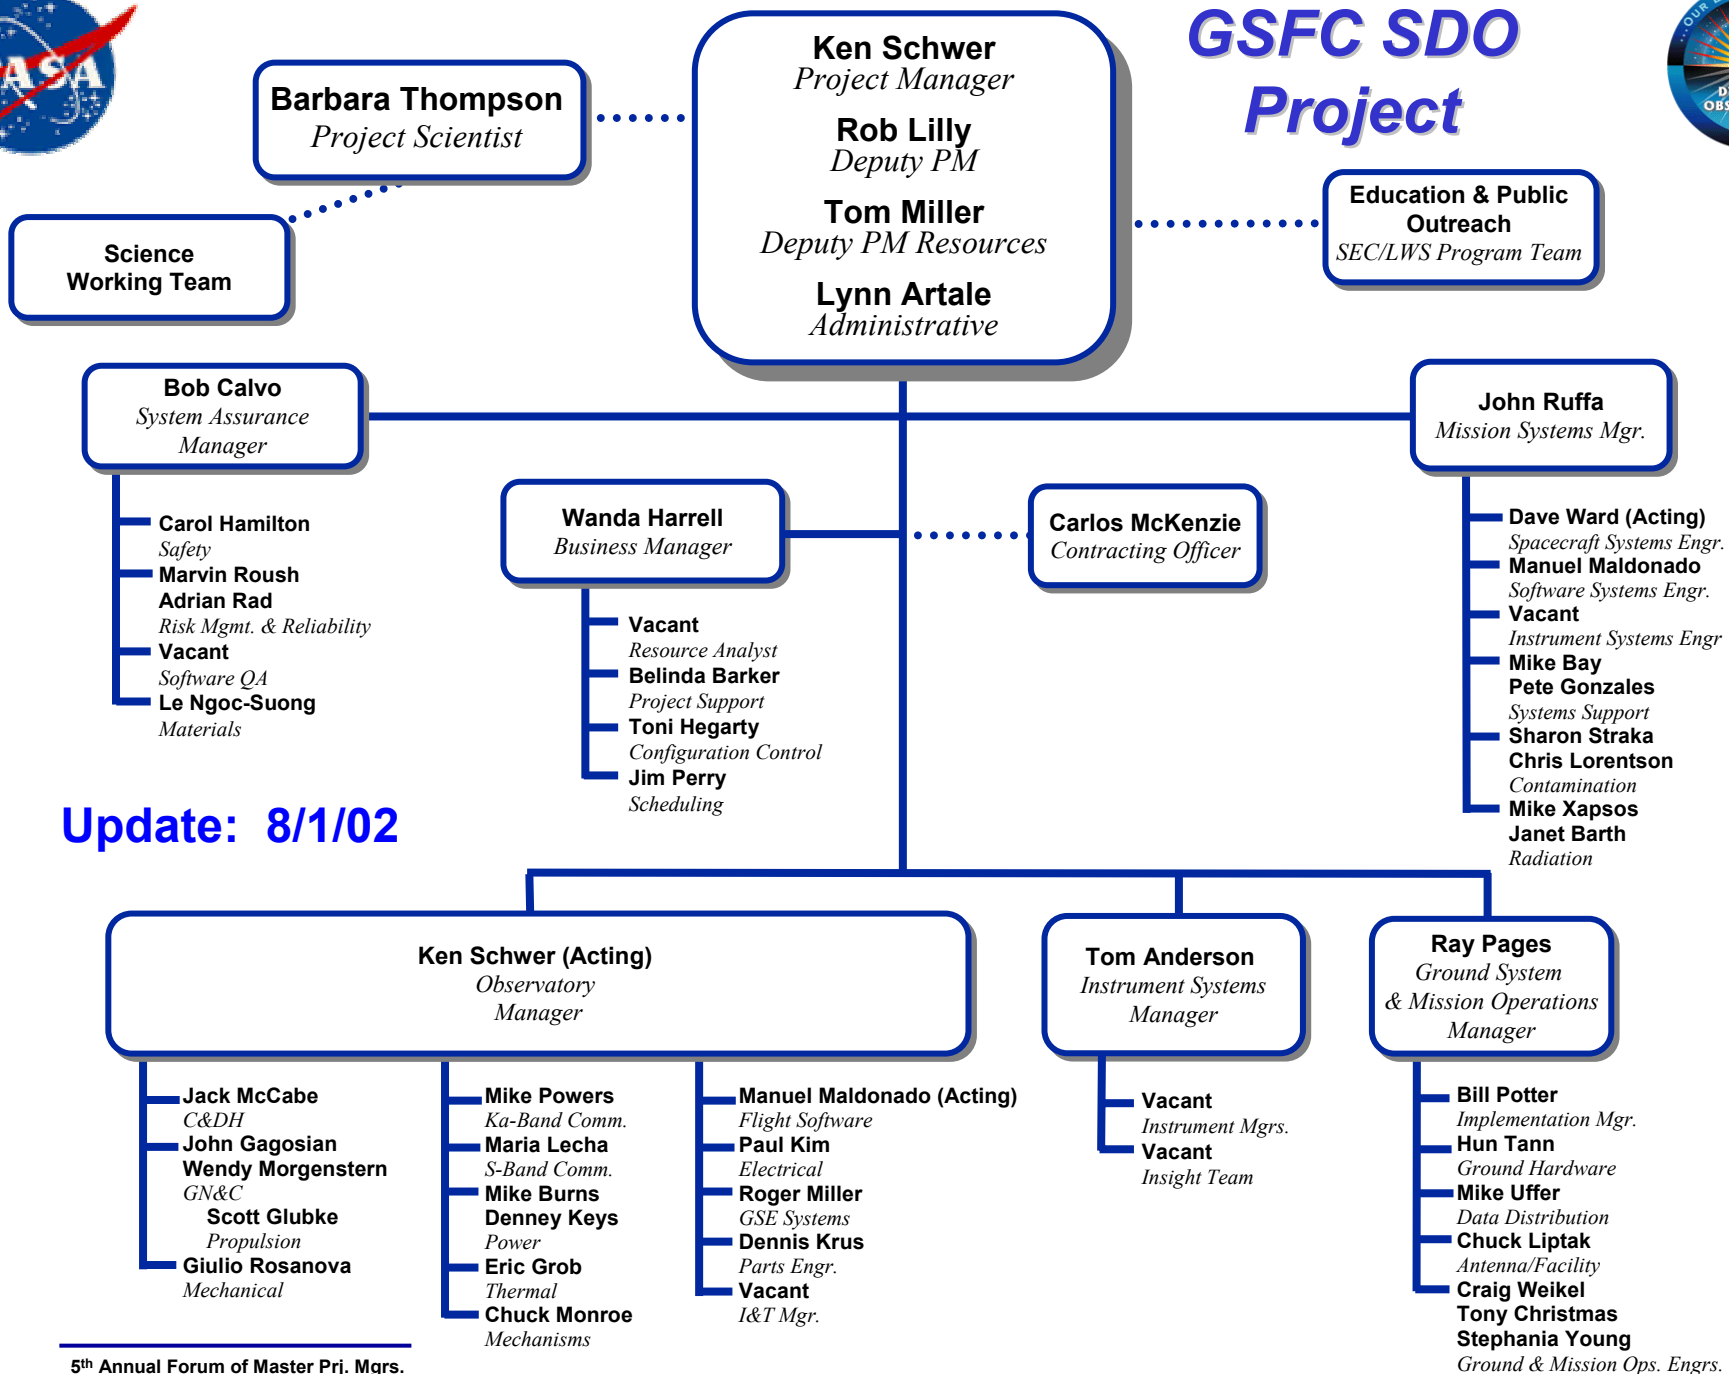 GSFC SDO
Project
Ken Schwer
Project Manager
Rob Lilly
Deputy PM
Tom Miller
Deputy PM Resources
Lynn Artale
Administrative
Barbara Thompson
Project Scientist
Science
Working Team
Education & Public
Outreach
SEC/LWS Program Team
Bob Calvo
System Assurance
Manager
Carol Hamilton
Safety
Marvin Roush
Adrian Rad
Risk Mgmt. & Reliability
Vacant
Software QA
Le Ngoc-Suong
Materials
Wanda Harrell
Business Manager
Vacant
Resource Analyst
Belinda Barker
Project Support
Toni Hegarty
Configuration Control
Jim Perry
Scheduling
Carlos McKenzie
Contracting Officer
John Ruffa
Mission Systems Mgr.
Dave Ward (Acting)
Spacecraft Systems Engr.
Manuel Maldonado
Software Systems Engr.
Vacant
Instrument Systems Engr
Mike Bay
Pete Gonzales
Systems Support
Sharon Straka
Chris Lorentson
Contamination
Mike Xapsos
Janet Barth
Radiation
Update: 8/1/02
Ken Schwer (Acting)
Observatory
Manager
Jack McCabe
C&DH
John Gagosian
Wendy Morgenstern
GN&C
Scott Glubke
Propulsion
Giulio Rosanova
Mechanical
Mike Powers
Ka-Band Comm.
Maria Lecha
S-Band Comm.
Mike Burns
Denney Keys
Power
Eric Grob
Thermal
Chuck Monroe
Mechanisms
Manuel Maldonado (Acting)
Flight Software
Paul Kim
Electrical
Roger Miller
GSE Systems
Dennis Krus
Parts Engr.
Vacant
I&T Mgr.
Tom Anderson
Instrument Systems
Manager
Vacant
Instrument Mgrs.
Vacant
Insight Team
Ray Pages
Ground System
& Mission Operations
Manager
Bill Potter
Implementation Mgr.
Hun Tann
Ground Hardware
Mike Uffer
Data Distribution
Chuck Liptak
Antenna/Facility
Craig Weikel
Tony Christmas
Stephania Young
Ground & Mission Ops. Engrs.
5th Annual Forum of Master Prj. Mgrs.